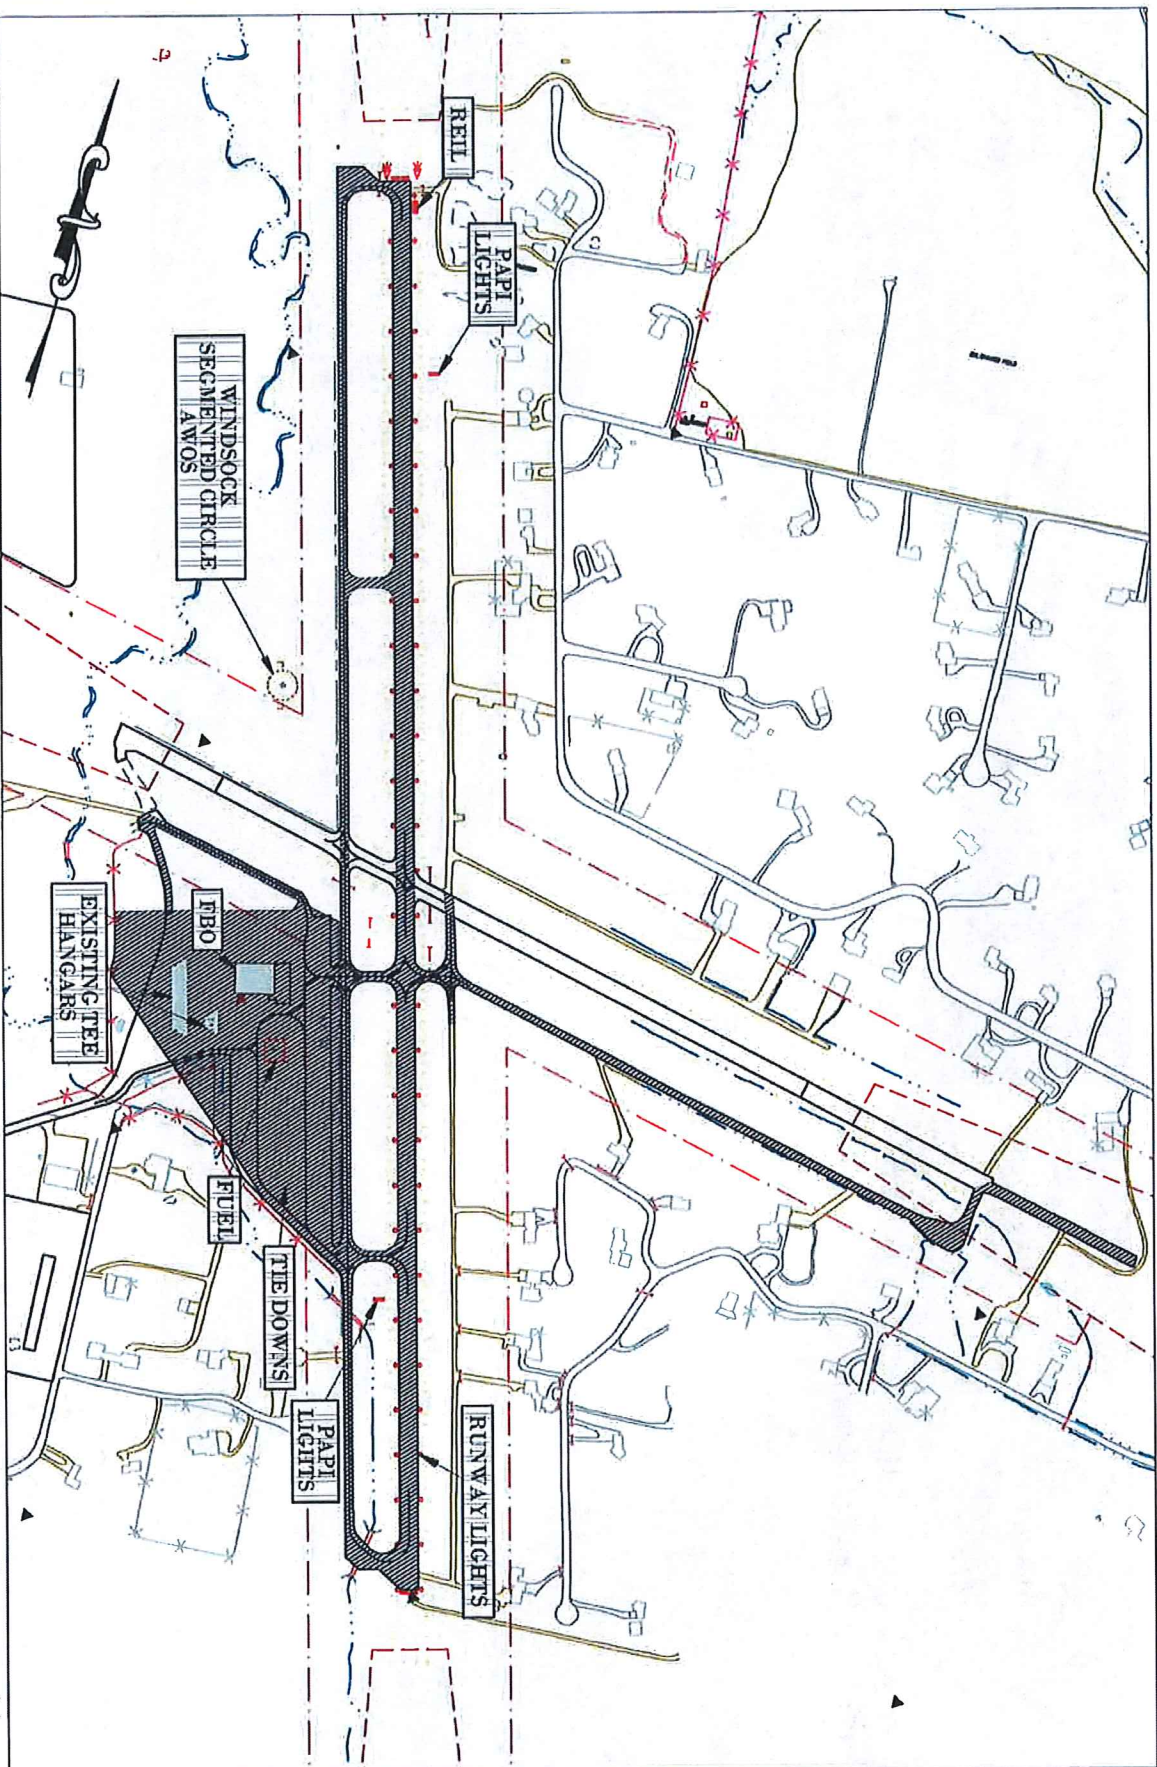 REIL
PAPI
LIGHTS
WINDSOCK
SEGMENTED CIRCLE
AWOS
FBO
EXISTING TEE
HANGARS
FUEL
TIE DOWNS
PAPI
LIGHTS
RUNWAY LIGHTS